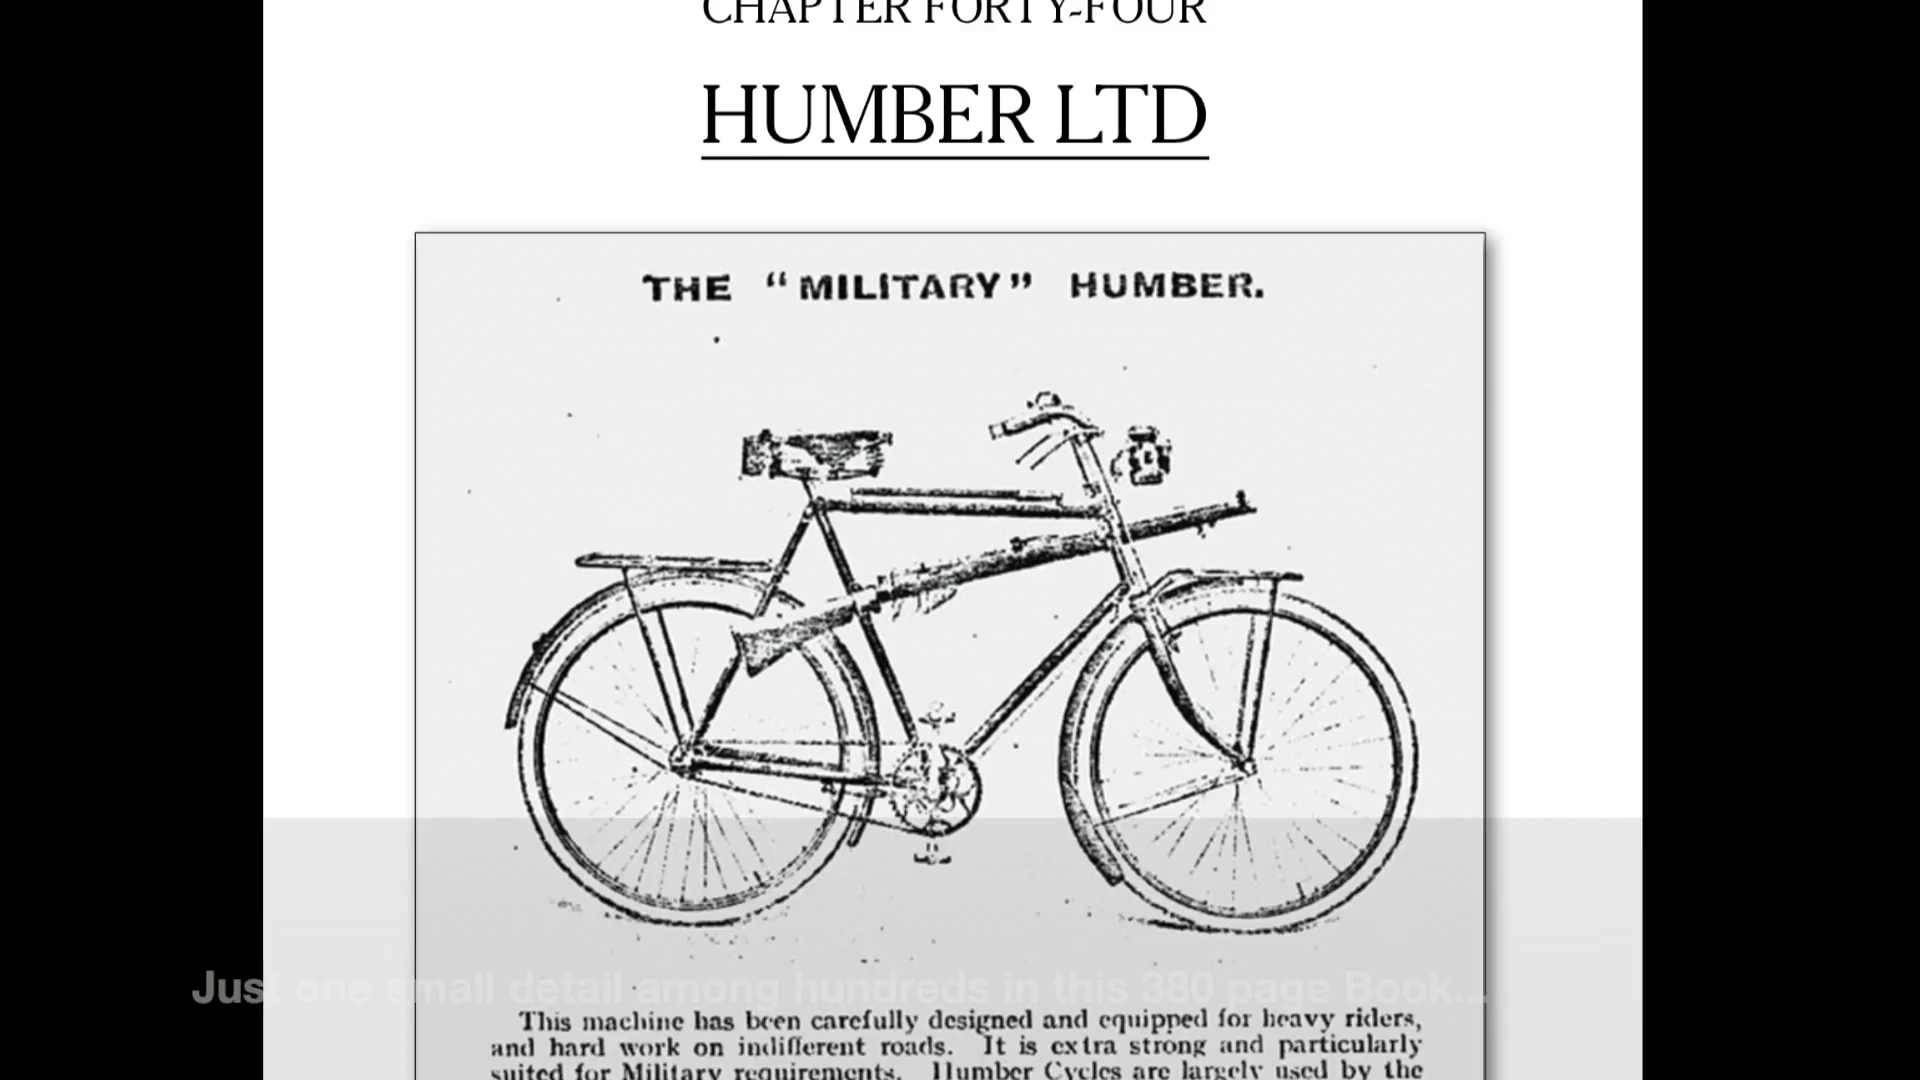 CHAPTER FORTY-FOUR
HUMBER LTD
THE "MILITARY" HUMBER.
Just one small detail among hundreds in this 380 page Book...
This machine has been carefully designed and equipped for heavy riders,
and hard work on indifferent roads. It is extra strong and particularly
suited for Military requirements. Humber Cycles are largely used by the